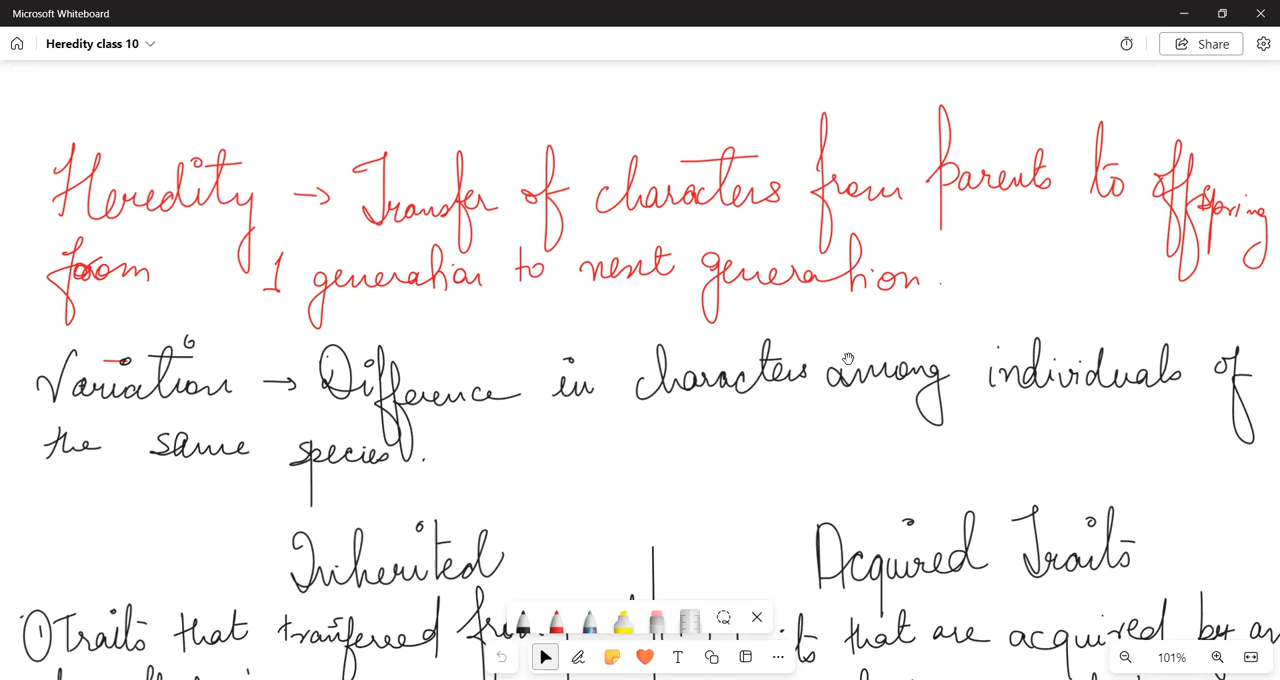 Microsoft Whiteboard
Heredity class 10
Share
Heredity → Transfer of characters from parents to offspring
from 1 generation to next generation.
Variation → Difference in characters among individuals of
the same species.
Inherited
Acquired Traits
① Traits that transfered
that are acquired by an
101%